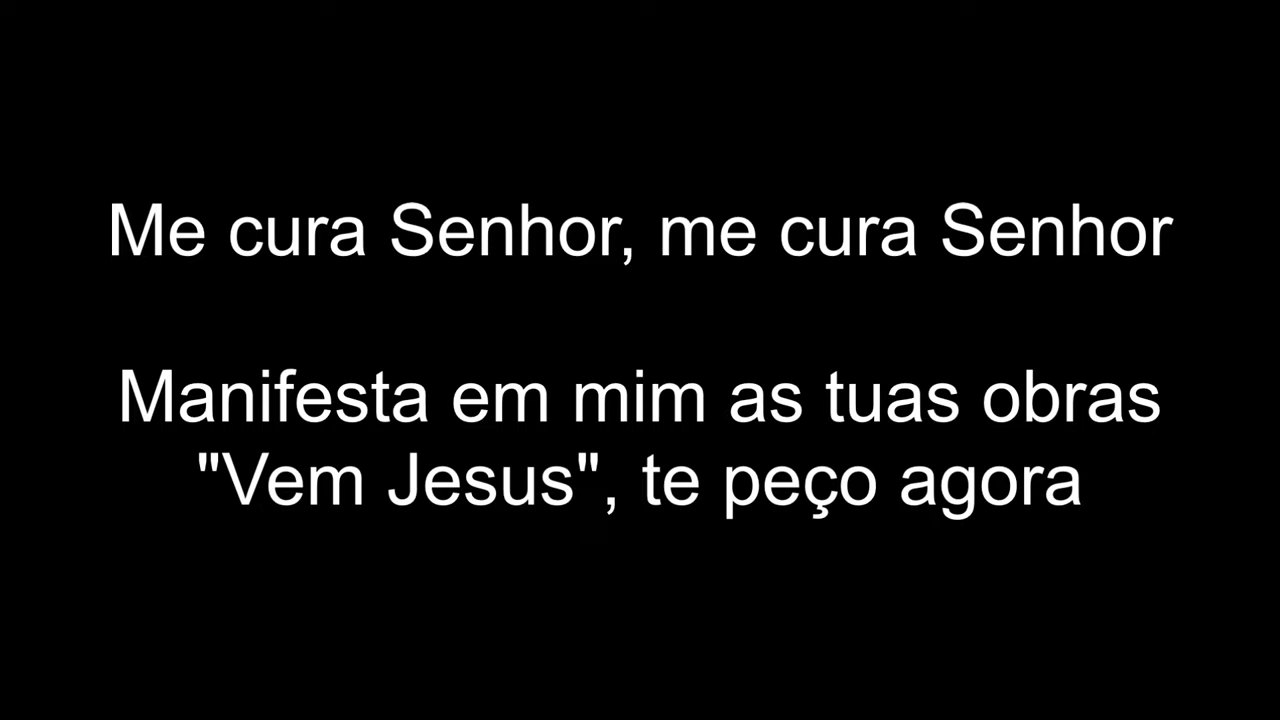 Me cura Senhor, me cura Senhor
Manifesta em mim as tuas obras
"Vem Jesus", te peço agora